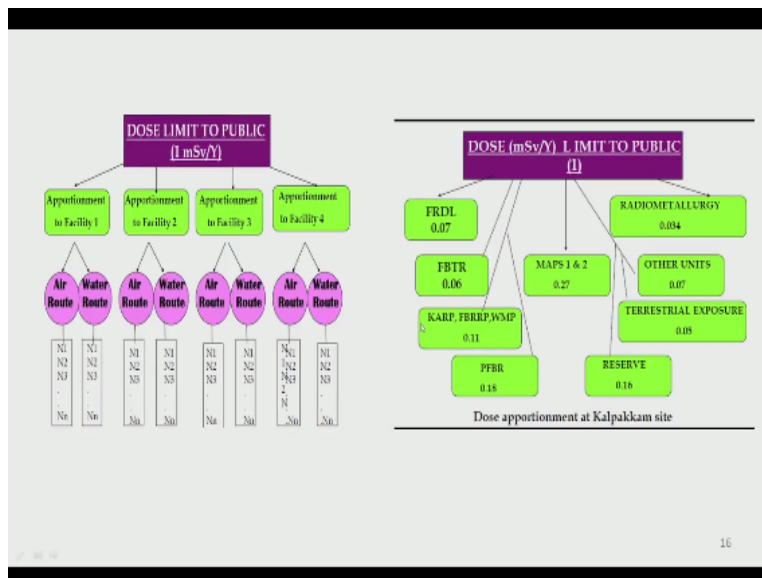 DOSE LIMIT TO PUBLIC
(1 mSv/Y)
Apportionment
to Facility 1
Apportionment
to Facility 2
Apportionment
to Facility 3
Apportionment
to Facility 4
Air
Route
Water
Route
Air
Route
Water
Route
Air
Route
Water
Route
Air
Route
Water
Route
N1
N2
N3
.
.
Nn
N1
N2
N3
.
.
Nn
N1
N2
N3
.
.
Nn
N1
N2
N3
.
.
Nn
N1
N2
N3
.
.
Nn
N1
N2
N3
.
.
Nn
N1
N2
N3
.
.
Nn
N1
N2
N3
.
.
Nn
DOSE (mSv/Y) L IMIT TO PUBLIC
(1)
FRDL
0.07
RADIOMETALLURGY
0.034
FBTR
0.06
MAPS 1 & 2
0.27
OTHER UNITS
0.07
KARP, FBRRP,WMP
0.11
TERRESTRIAL EXPOSURE
PFBR
0.18
RESERVE
0.16
Dose apportionment at Kalpakkam site
16